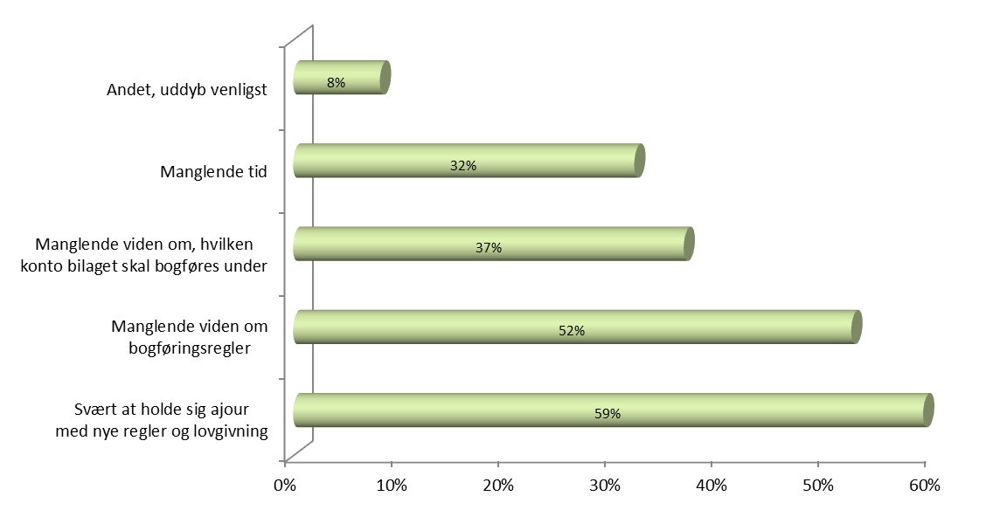 Andet, uddyb venligst
8%
Manglende tid
32%
Manglende viden om, hvilken
konto bilaget skal bogføres under
37%
Manglende viden om
bogføringsregler
52%
Svært at holde sig ajour
med nye regler og lovgivning
59%
0% 10% 20% 30% 40% 50% 60%